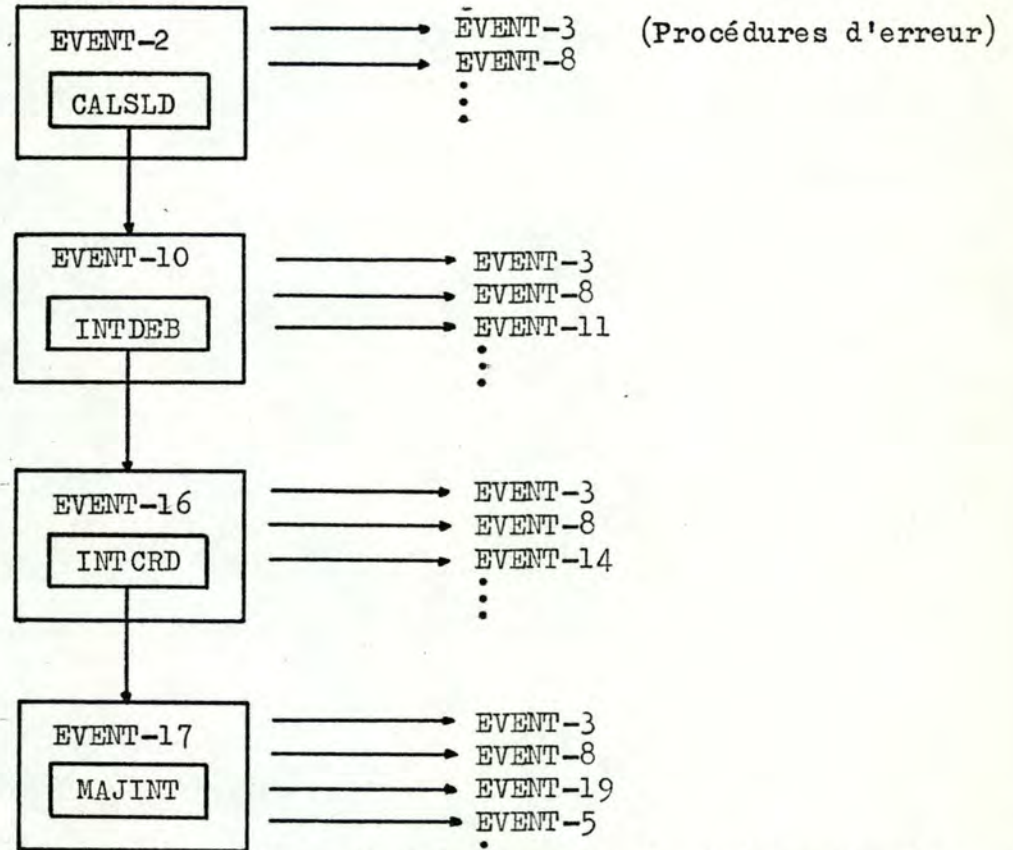 EVENT-2
EVENT-3 (Procédures d'erreur)
EVENT-8
CALSLD
EVENT-10
EVENT-3
EVENT-8
INTDEB
EVENT-11
EVENT-16
EVENT-3
EVENT-8
INTCRD
EVENT-14
EVENT-17
EVENT-3
EVENT-8
MAJINT
EVENT-19
EVENT-5